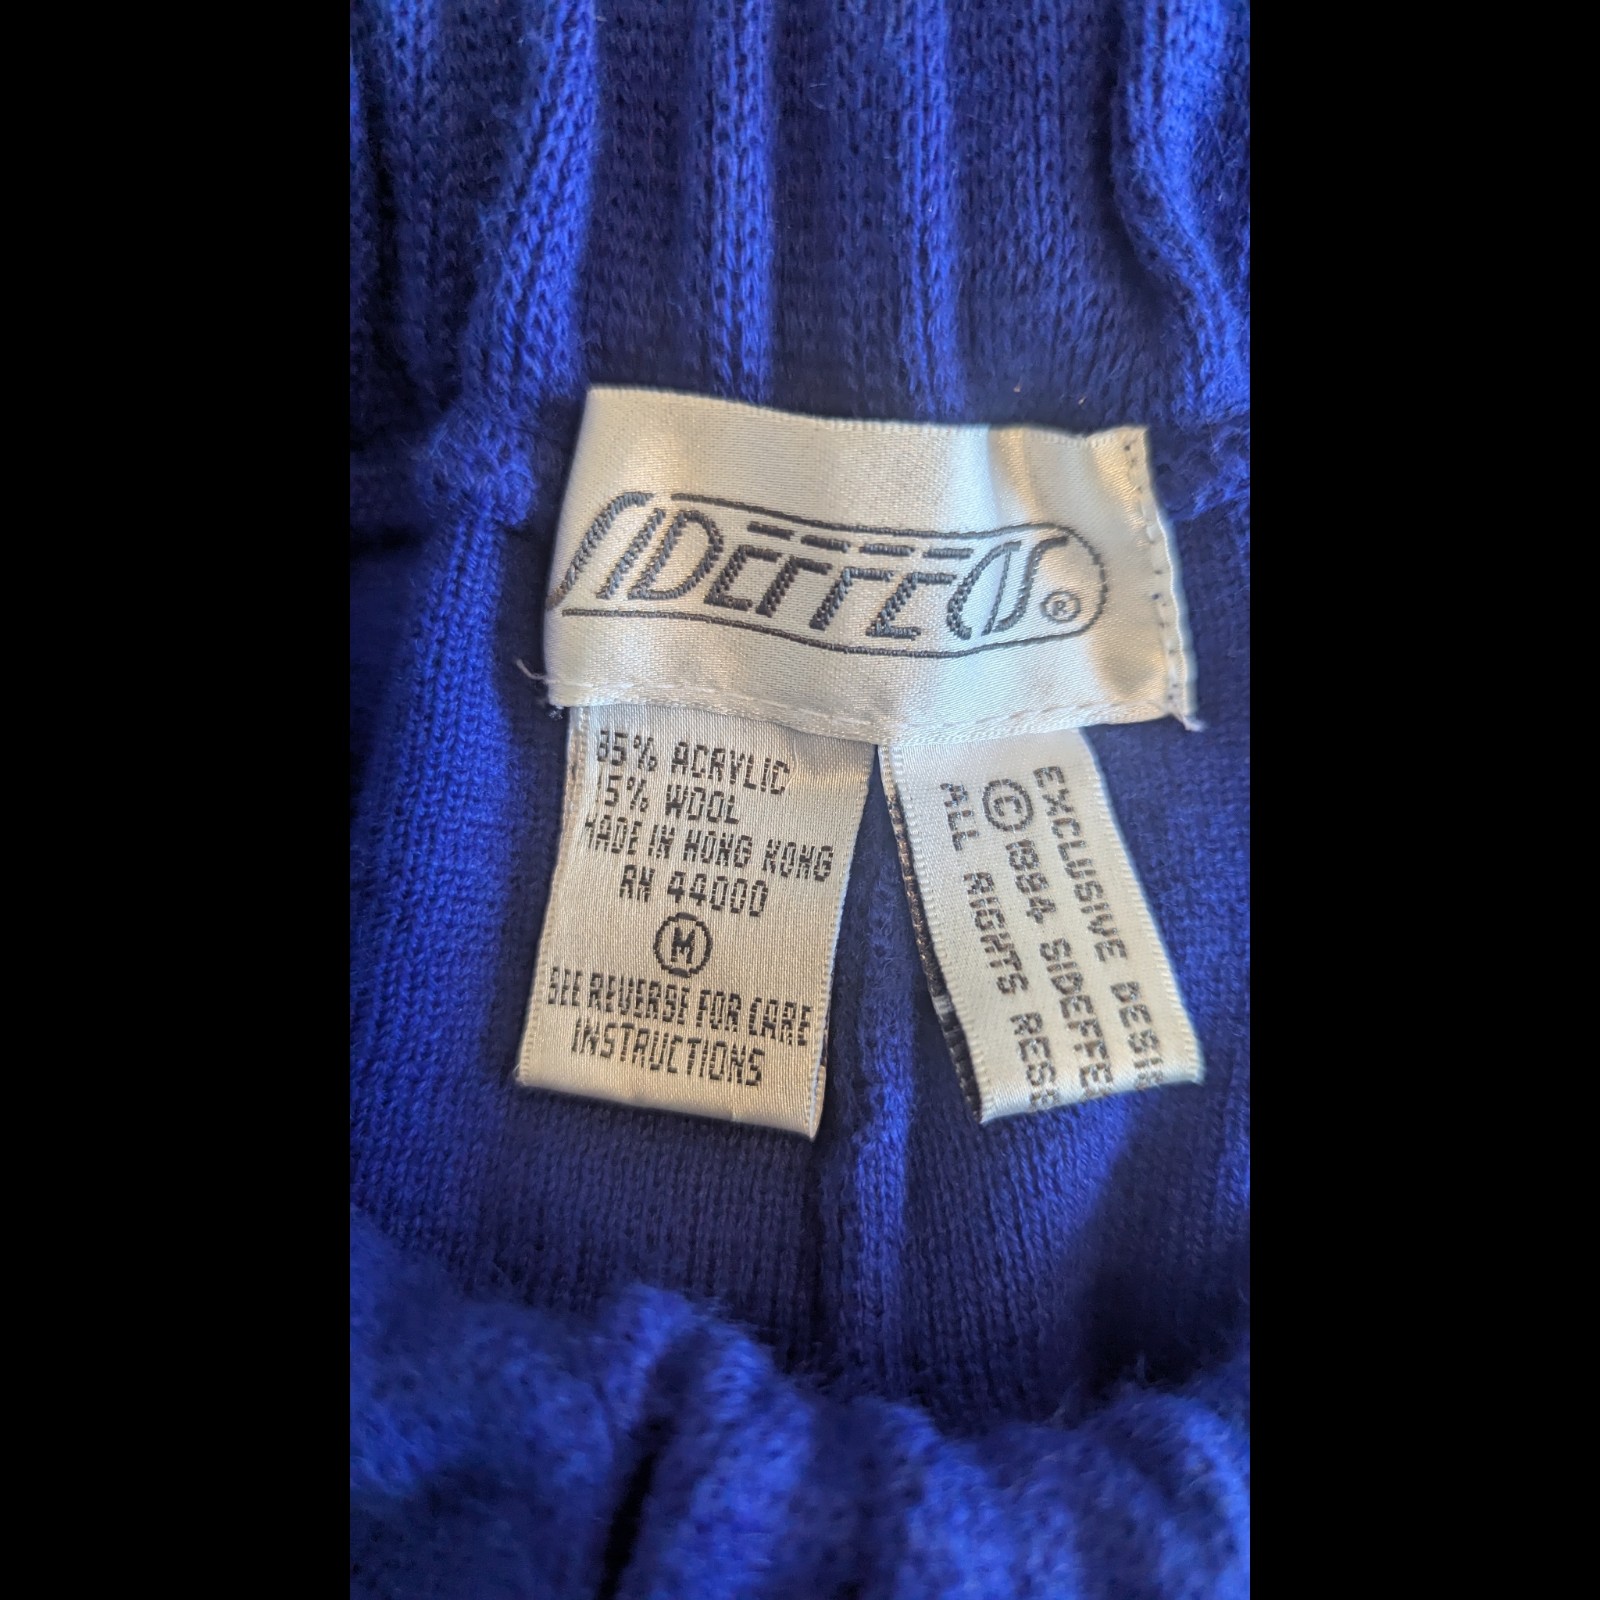 SIDEFFECTS®
85% ACRYLIC
15% WOOL
MADE IN HONG KONG
RN 44000
M
SEE REVERSE FOR CARE
INSTRUCTIONS
EXCLUSIVE DESIG
© 1994 SIDEFFE
ALL RIGHTS RESE